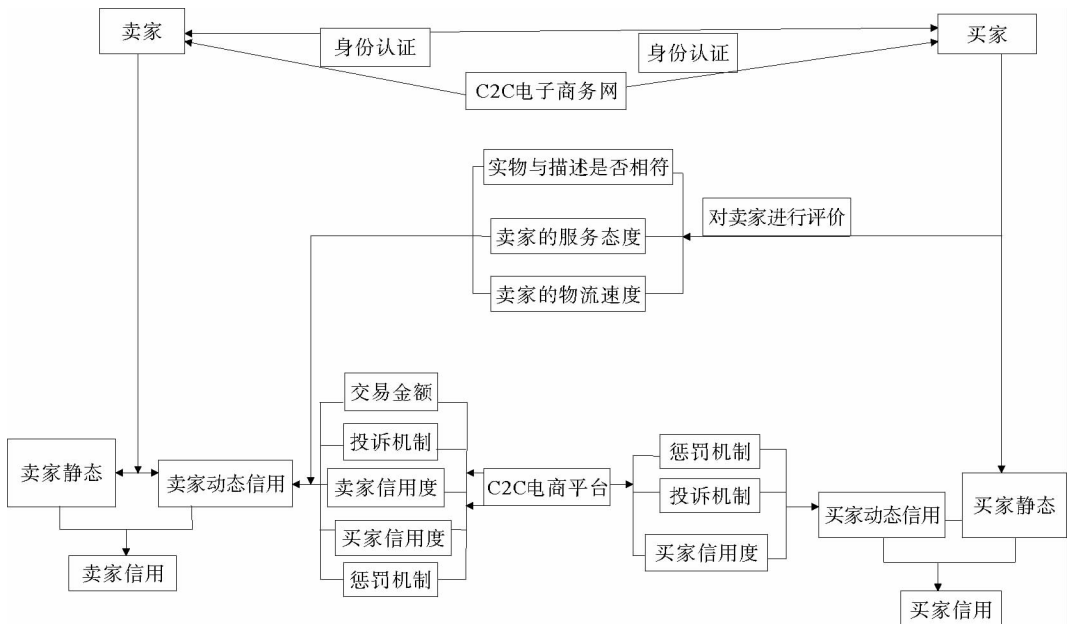 卖家
身份认证
身份认证
买家
C2C电子商务网
实物与描述是否相符
对卖家进行评价
卖家的服务态度
卖家的物流速度
交易金额
投诉机制
惩罚机制
卖家静态
卖家动态信用
卖家信用度
C2C电商平台
投诉机制
买家动态信用
买家静态
买家信用度
买家信用度
卖家信用
惩罚机制
买家信用